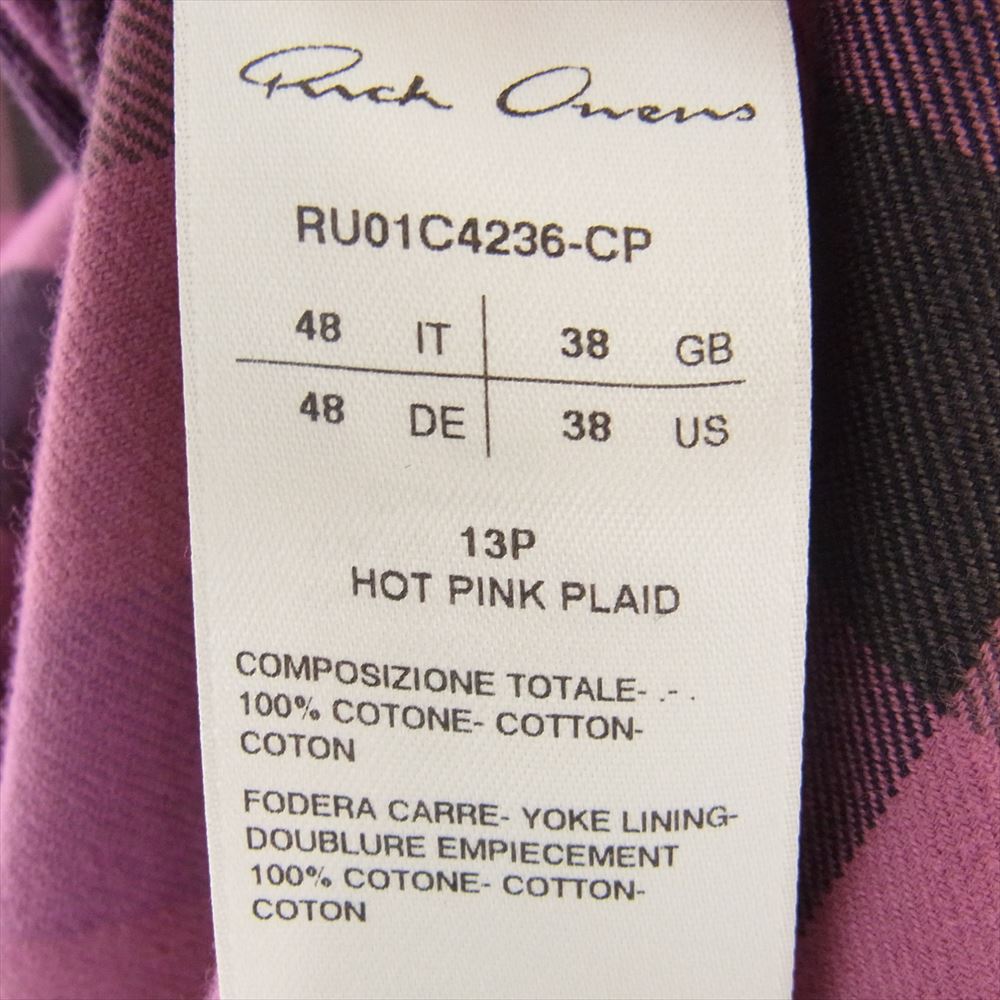 Rick Owens
RU01C4236-CP
48 IT 38 GB
48 DE 38 US
13P
HOT PINK PLAID
COMPOSIZIONE TOTALE- .- .
100% COTONE- COTTON-
COTON
FODERA CARRE- YOKE LINING-
DOUBLURE EMPIECEMENT
100% COTONE- COTTON-
COTON